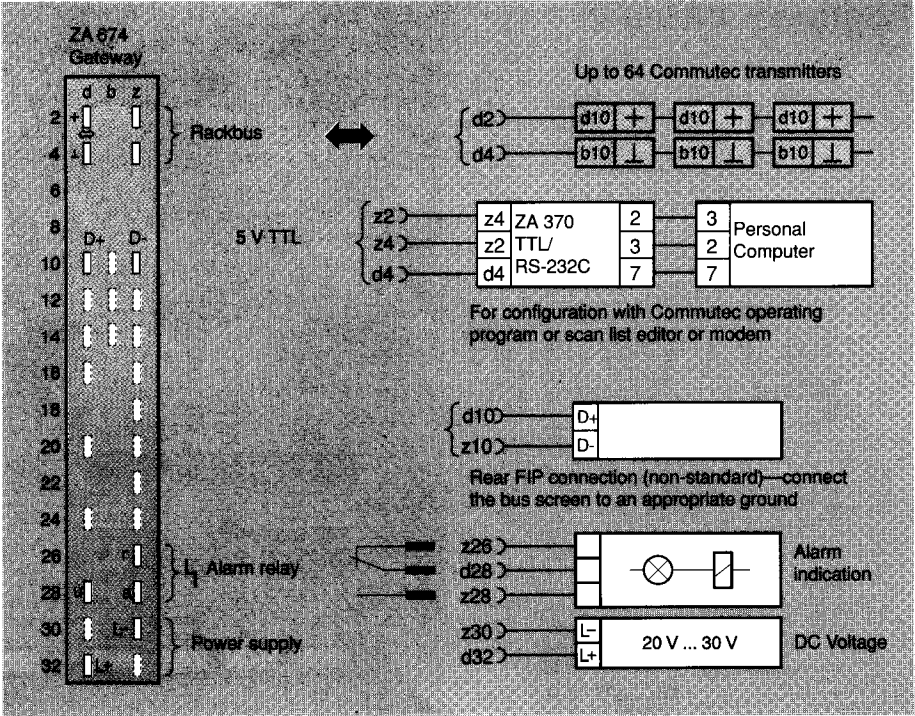 ZA 674
Gateway
d b z
2 +
4 ⊥
6
8
D+ D-
10
12
14
16
18
20
22
24
26 r
28 a
30 L-
32 L+
Rackbus
5 V TTL
Alarm relay
Power supply
Up to 64 Commutec transmitters
d2 d10 + d10 + d10 +
d4 b10 ⊥ b10 ⊥ b10 ⊥
z2 z4 ZA 370 2 3 Personal
z4 z2 TTL/ 3 2 Computer
d4 d4 RS-232C 7 7
For configuration with Commutec operating
program or scan list editor or modem
d10 D+
z10 D-
Rear FIP connection (non-standard)—connect
the bus screen to an appropriate ground
z26 Alarm
d28 indication
z28
z30 L– 20 V ... 30 V DC Voltage
d32 L+